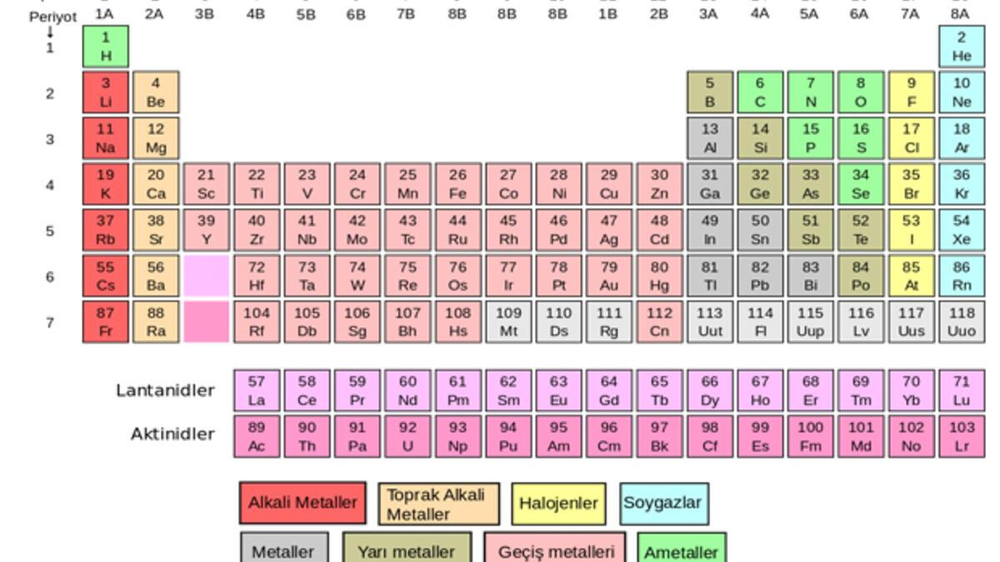 Periyot 1A 2A 3B 4B 5B 6B 7B 8B 8B 8B 1B 2B 3A 4A 5A 6A 7A 8A
↓
1 1 2
H He
2 3 4 5 6 7 8 9 10
Li Be B C N O F Ne
3 11 12 13 14 15 16 17 18
Na Mg Al Si P S Cl Ar
4 19 20 21 22 23 24 25 26 27 28 29 30 31 32 33 34 35 36
K Ca Sc Ti V Cr Mn Fe Co Ni Cu Zn Ga Ge As Se Br Kr
5 37 38 39 40 41 42 43 44 45 46 47 48 49 50 51 52 53 54
Rb Sr Y Zr Nb Mo Tc Ru Rh Pd Ag Cd In Sn Sb Te I Xe
6 55 56 72 73 74 75 76 77 78 79 80 81 82 83 84 85 86
Cs Ba Hf Ta W Re Os Ir Pt Au Hg Tl Pb Bi Po At Rn
7 87 88 104 105 106 107 108 109 110 111 112 113 114 115 116 117 118
Fr Ra Rf Db Sg Bh Hs Mt Ds Rg Cn Uut Fl Uup Lv Uus Uuo
Lantanidler 57 58 59 60 61 62 63 64 65 66 67 68 69 70 71
La Ce Pr Nd Pm Sm Eu Gd Tb Dy Ho Er Tm Yb Lu
Aktinidler 89 90 91 92 93 94 95 96 97 98 99 100 101 102 103
Ac Th Pa U Np Pu Am Cm Bk Cf Es Fm Md No Lr
Alkali Metaller Toprak Alkali Metaller Halojenler Soygazlar
Metaller Yarı metaller Geçiş metalleri Ametaller